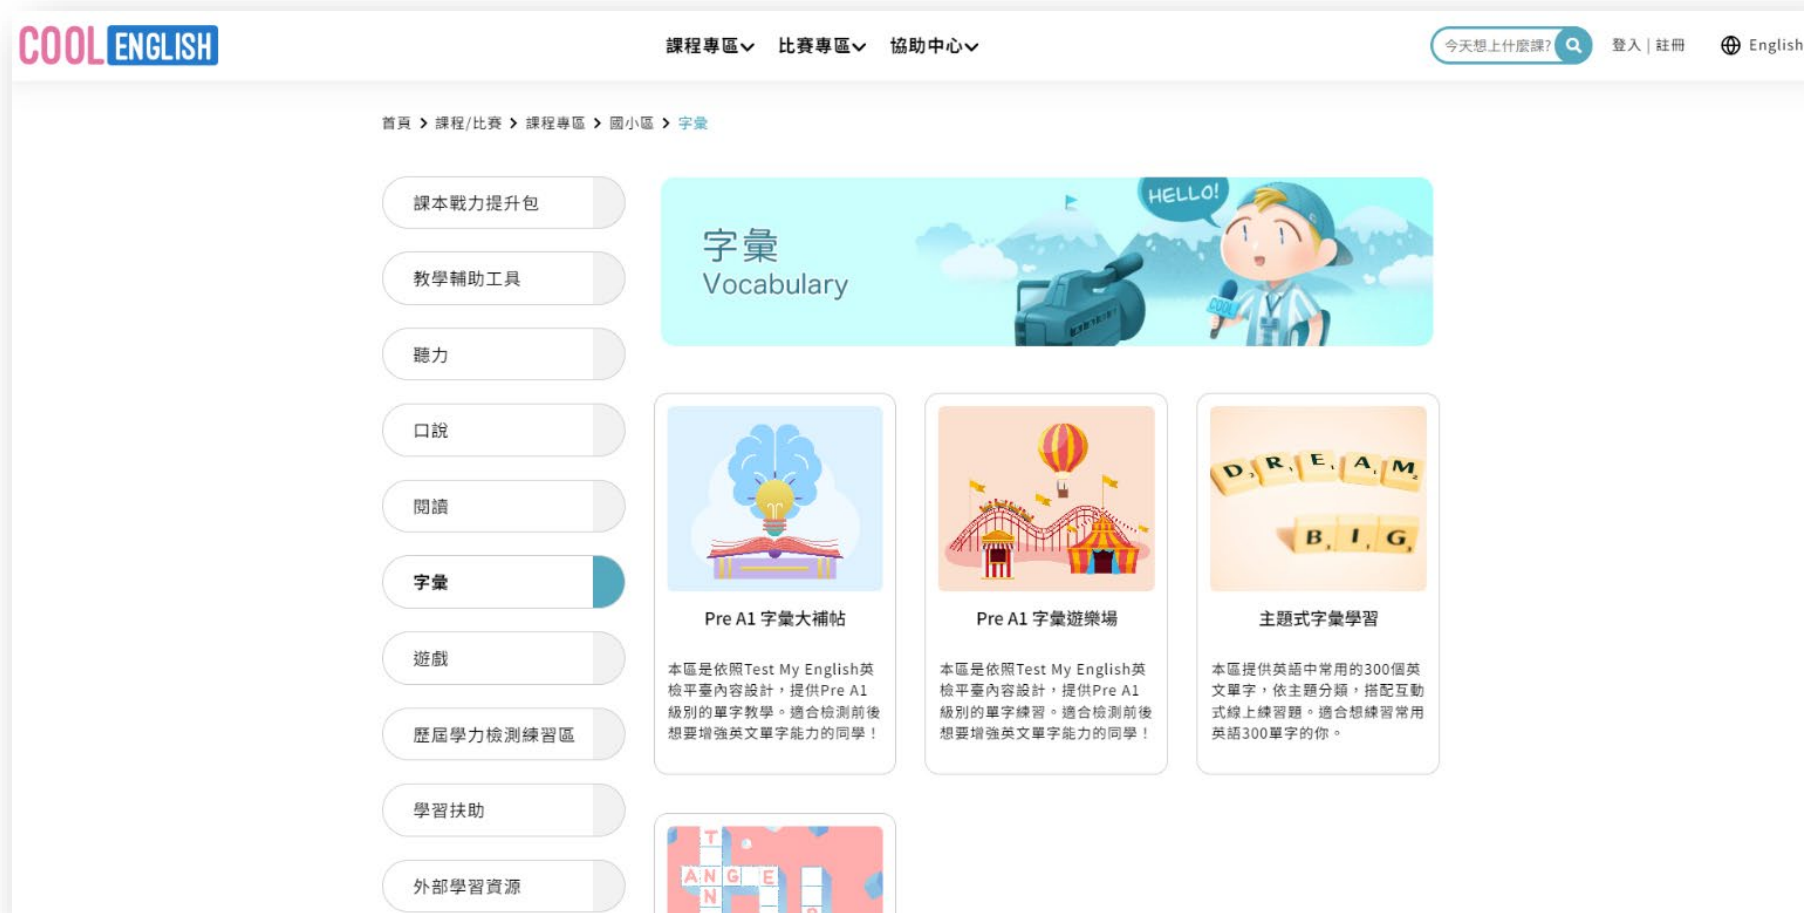 COOL ENGLISH
課程專區 比賽專區 協助中心
今天想上什麼課?
登入 | 註冊
English
首頁 > 課程/比賽 > 課程專區 > 國小區 > 字彙
課本戰力提升包
教學輔助工具
聽力
口說
閱讀
字彙
遊戲
歷屆學力檢測練習區
學習扶助
外部學習資源
字彙
Vocabulary
HELLO!
COOL
Pre A1 字彙大補帖
本區是依照Test My English英
檢平臺內容設計，提供Pre A1
級別的單字教學。適合檢測前後
想要增強英文單字能力的同學！
Pre A1 字彙遊樂場
本區是依照Test My English英
檢平臺內容設計，提供Pre A1
級別的單字練習。適合檢測前後
想要增強英文單字能力的同學！
DREAM
BIG
主題式字彙學習
本區提供英語中常用的300個英
文單字，依主題分類，搭配互動
式線上練習題。適合想練習常用
英語300單字的你。
T
ANGE
N